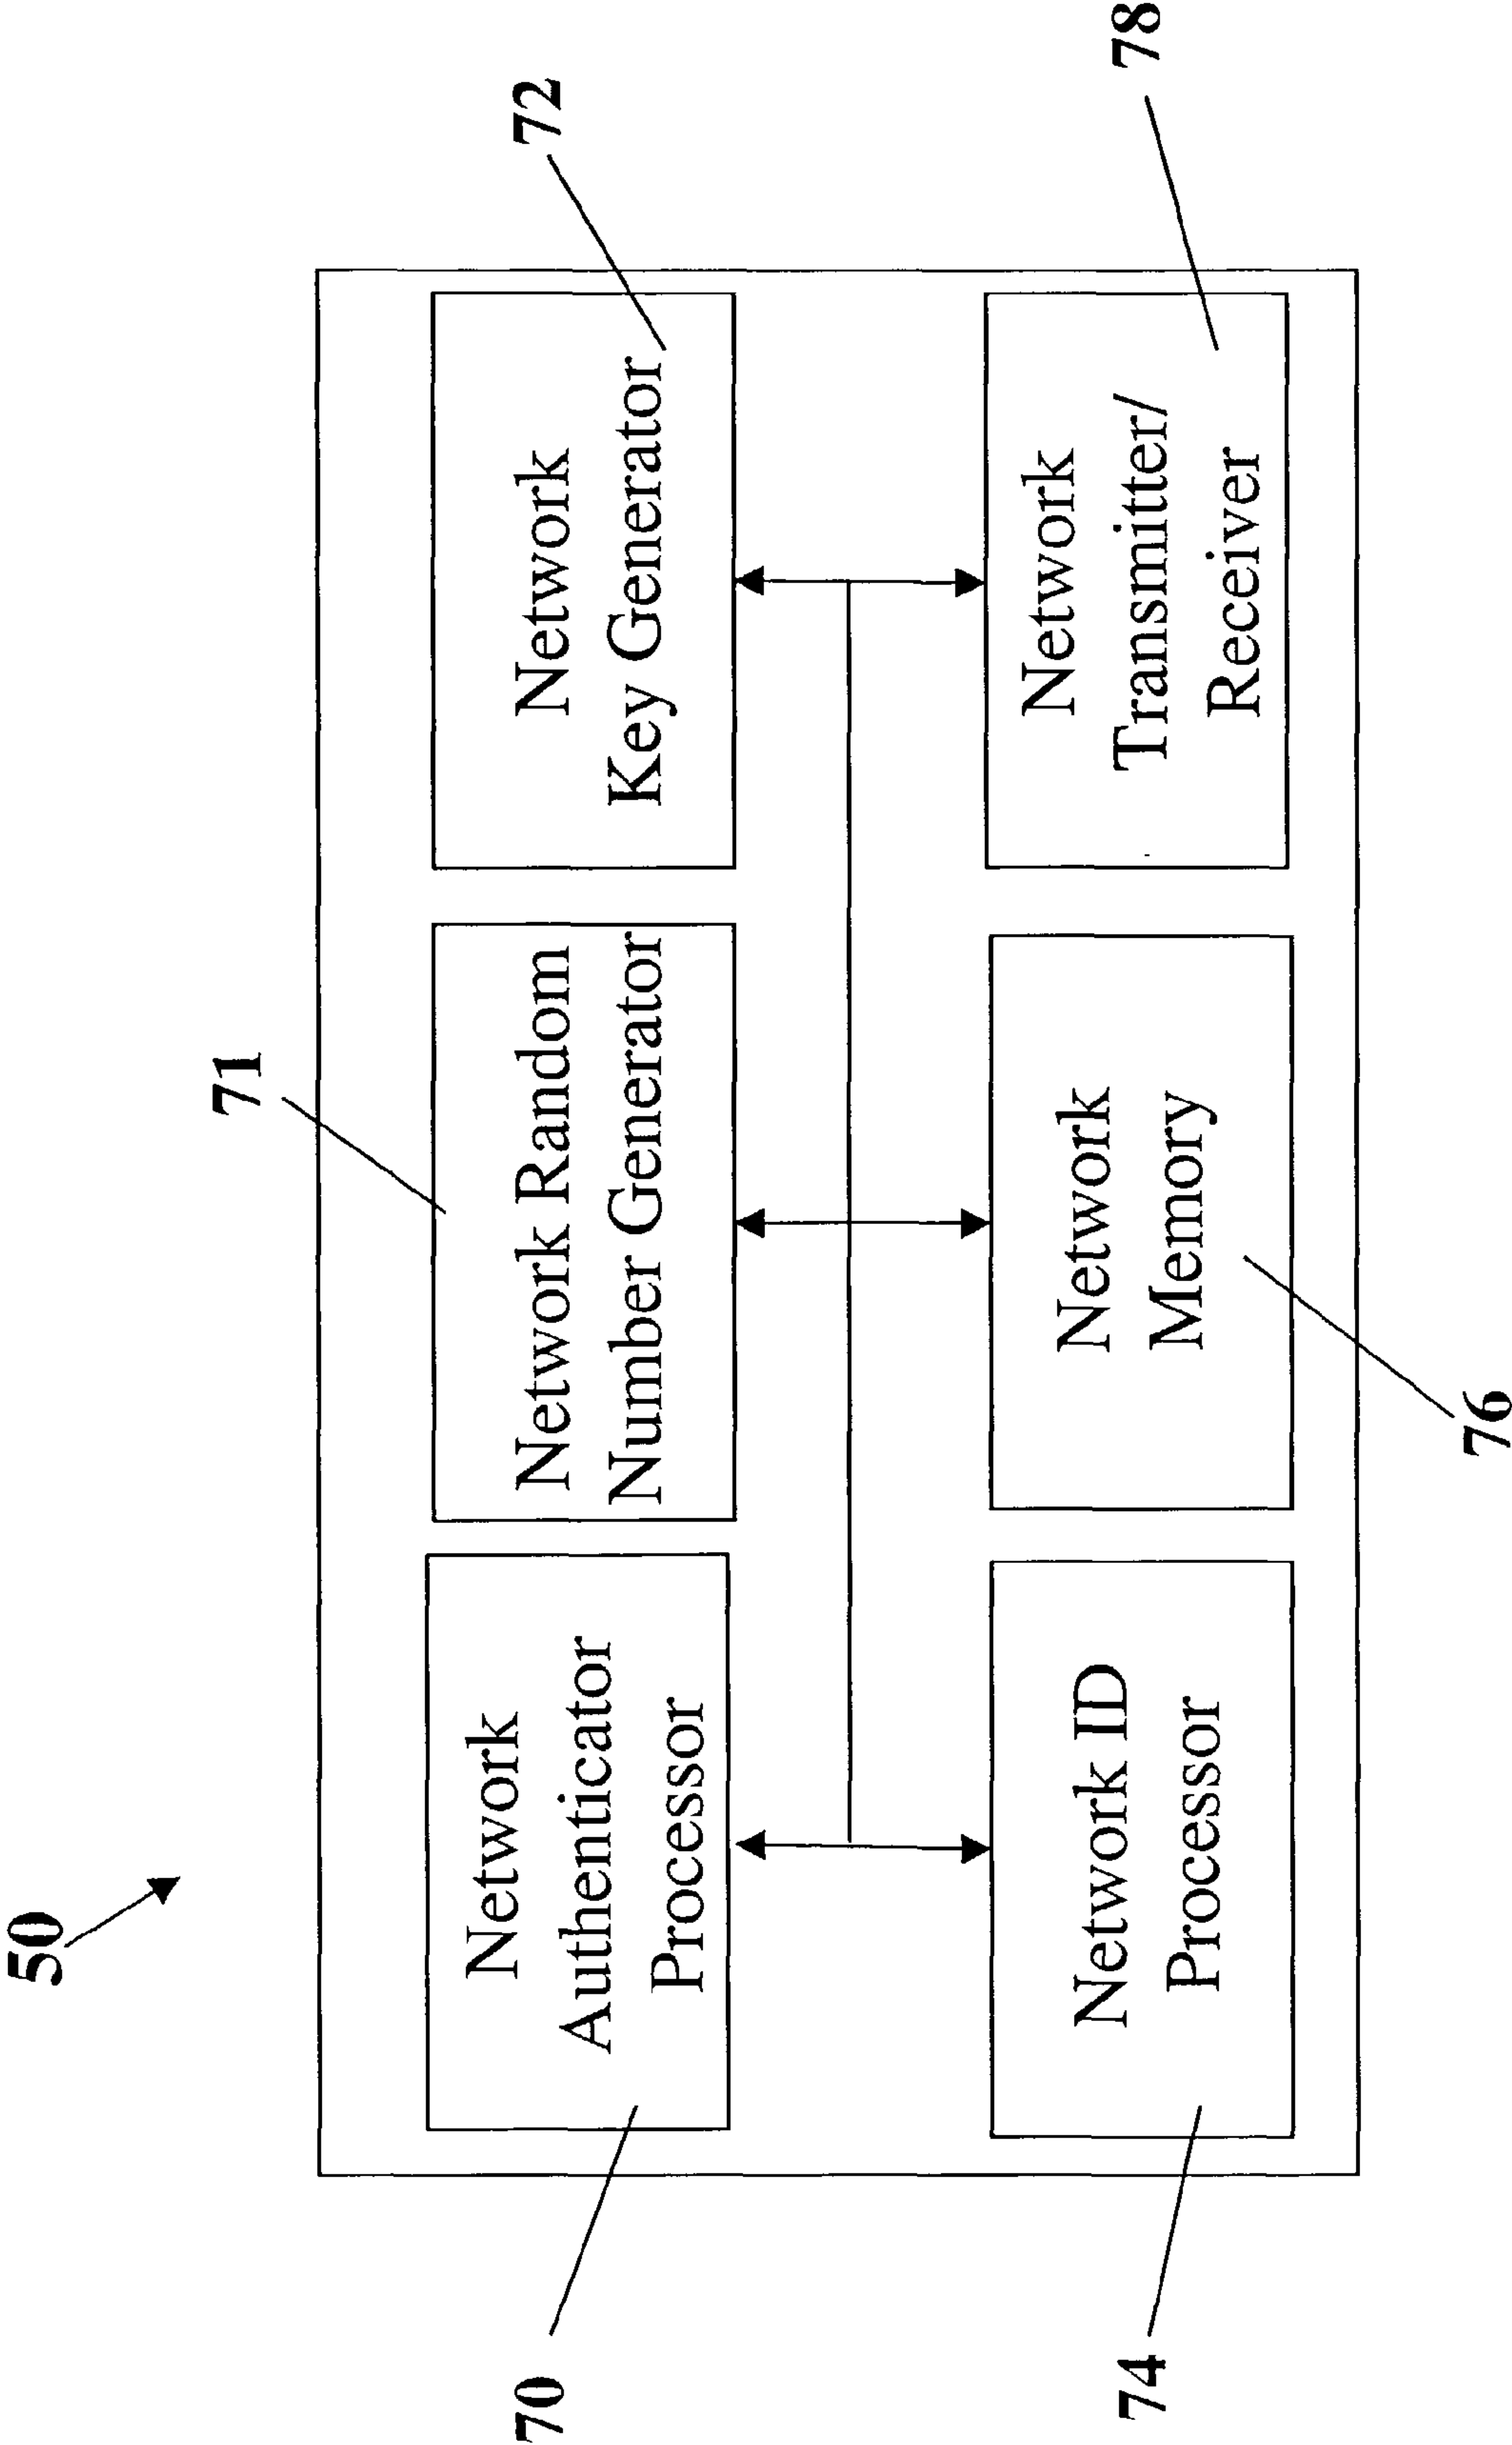 50
71
72
Network
Authenticator
Processor
Network Random
Number Generator
Network
Key Generator
70
Network ID
Processor
Network
Memory
Network
Transmitter/
Receiver
74
76
78